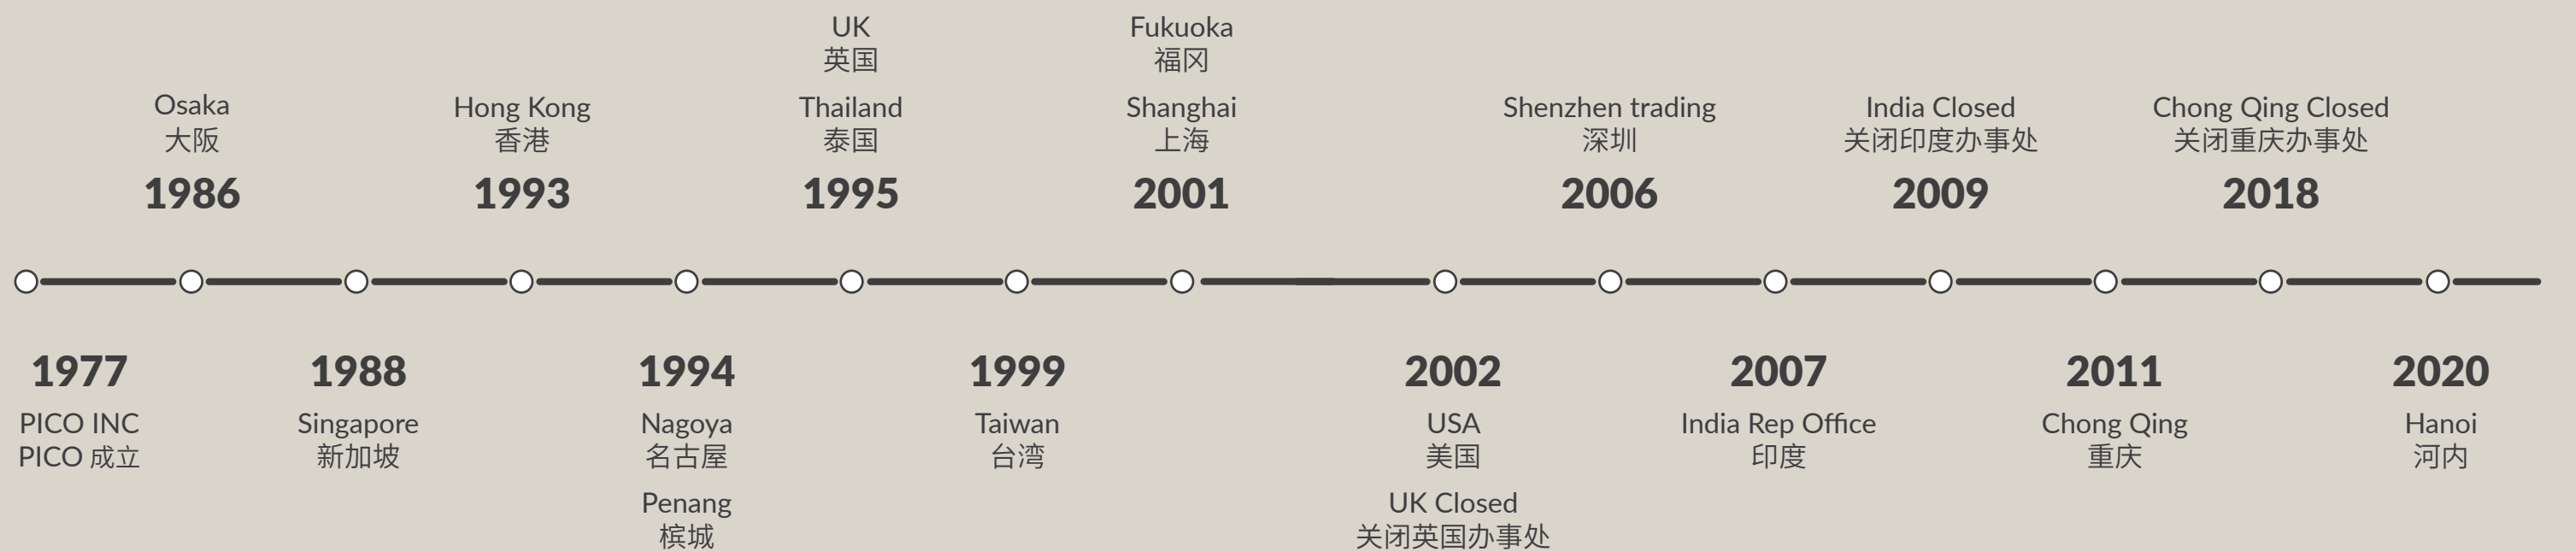 UK
英国
Fukuoka
福冈
Osaka
大阪
Hong Kong
香港
Thailand
泰国
Shanghai
上海
Shenzhen trading
深圳
India Closed
关闭印度办事处
Chong Qing Closed
关闭重庆办事处
1986
1993
1995
2001
2006
2009
2018
1977
PICO INC
PICO 成立
1988
Singapore
新加坡
1994
Nagoya
名古屋
Penang
槟城
1999
Taiwan
台湾
2002
USA
美国
UK Closed
关闭英国办事处
2007
India Rep Office
印度
2011
Chong Qing
重庆
2020
Hanoi
河内